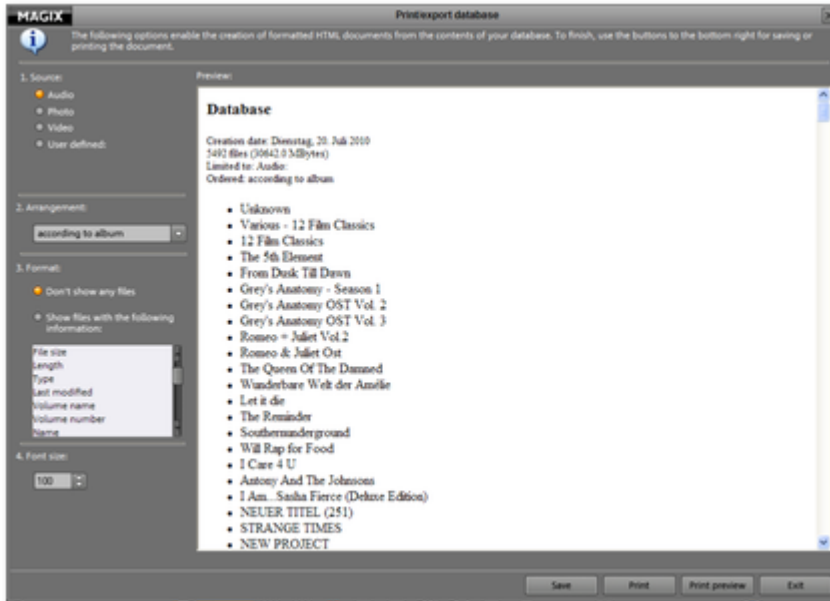 MAGIX
Print/export database
The following options enable the creation of formatted HTML documents from the contents of your database. To finish, use the buttons to the bottom right for saving or
printing the document.
1. Source:
Audio
Photo
Video
User defined:
2. Arrangement:
according to album
3. Format:
Don't show any files
Show files with the following
information:
File size
Length
Type
Last modified
Volume name
Volume number
Name
4. Font size:
100
Preview:
Database
Creation date: Dienstag, 20. Juli 2010
5492 files (30642.0 MBytes)
Limited to: Audio:
Ordered: according to album
Unknown
Various - 12 Film Classics
12 Film Classics
The 5th Element
From Dusk Till Dawn
Grey's Anatomy - Season 1
Grey's Anatomy OST Vol. 2
Grey's Anatomy OST Vol. 3
Romeo + Juliet Vol.2
Romeo & Juliet Ost
The Queen Of The Damned
Wunderbare Welt der Amélie
Let it die
The Reminder
Southernunderground
Will Rap for Food
I Care 4 U
Antony And The Johnsons
I Am...Sasha Fierce (Deluxe Edition)
NEUER TITEL (251)
STRANGE TIMES
NEW PROJECT
Save
Print
Print preview
Exit